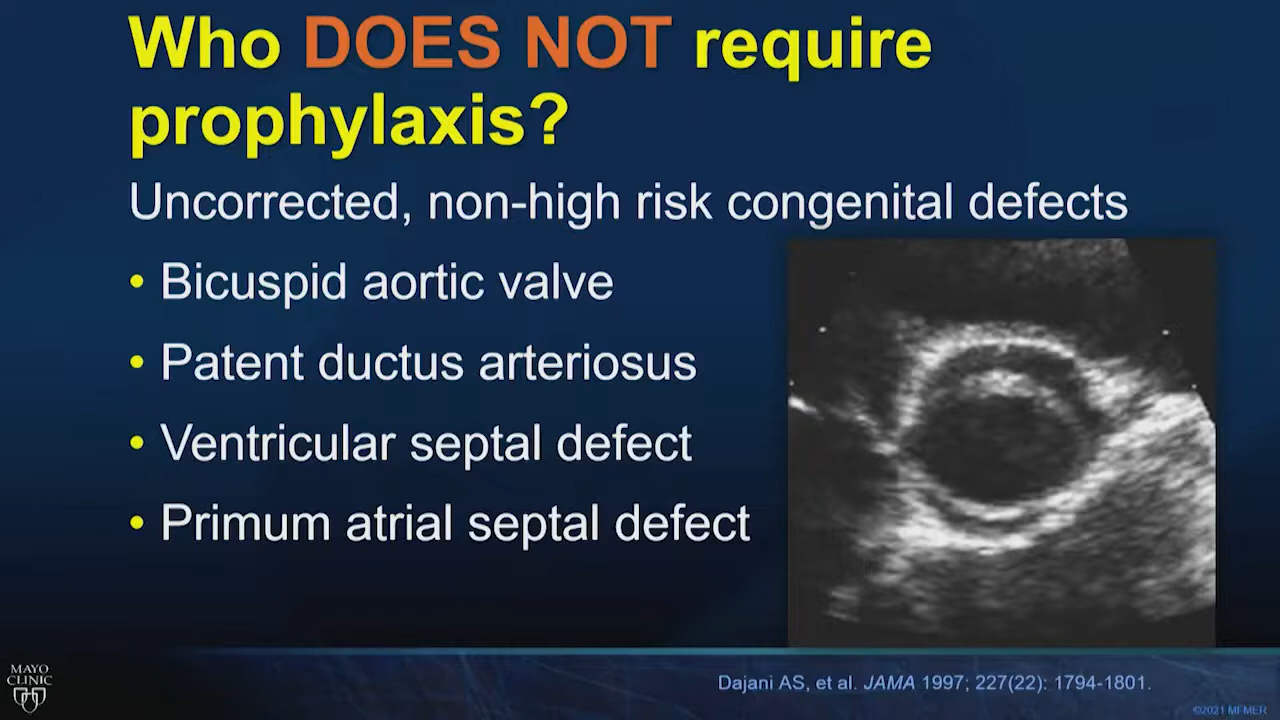 Who DOES NOT require
prophylaxis?
Uncorrected, non-high risk congenital defects
• Bicuspid aortic valve
• Patent ductus arteriosus
• Ventricular septal defect
• Primum atrial septal defect
MAYO
CLINIC
Dajani AS, et al. JAMA 1997; 227(22): 1794-1801.
©2021 MFMER